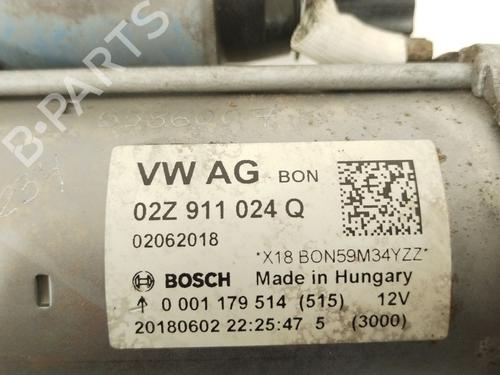 B-PARTS
VW AG BON
02Z 911 024 Q
02062018
*X18 BON59M34YZZ*
BOSCH Made in Hungary
0 001 179 514 (515) 12V
20180602 22:25:47 5 (3000)